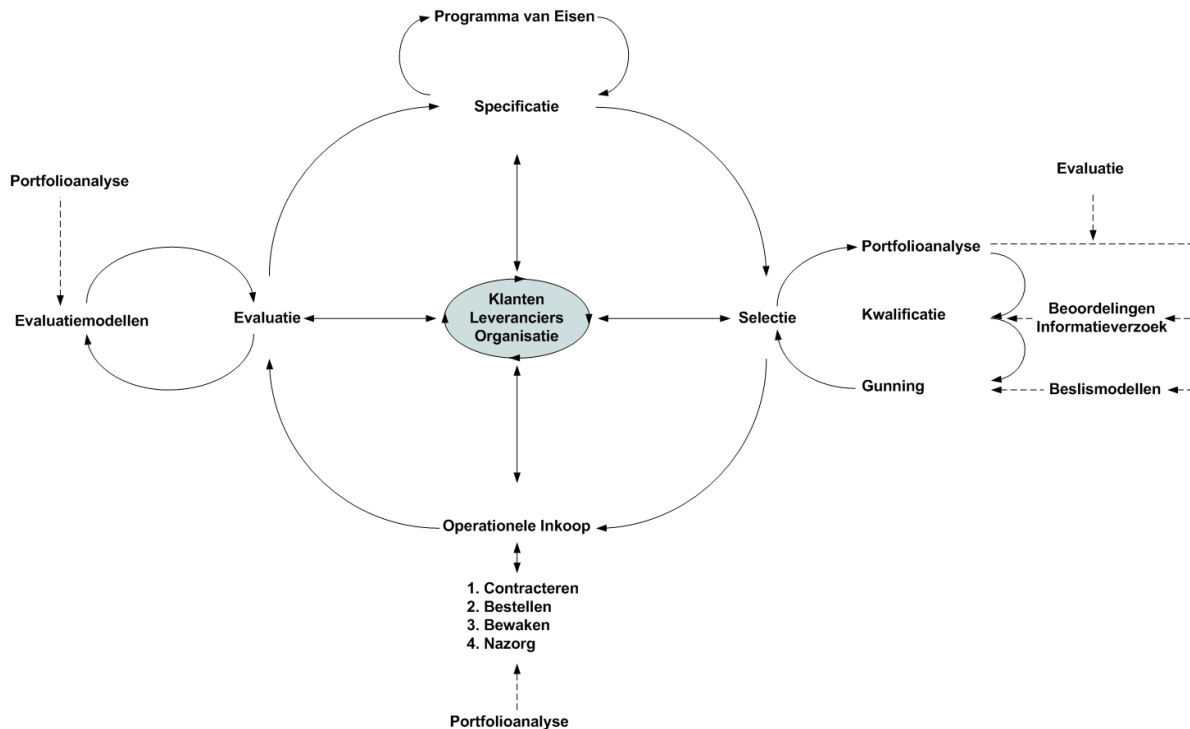 Programma van Eisen
Specificatie
Portfolioanalyse
Evaluatie
Portfolioanalyse
Evaluatiemodellen
Evaluatie
Klanten
Leveranciers
Organisatie
Selectie
Kwalificatie
Beoordelingen
Informatieverzoek
Gunning
Beslismodellen
Operationele Inkoop
1. Contracteren
2. Bestellen
3. Bewaken
4. Nazorg
Portfolioanalyse